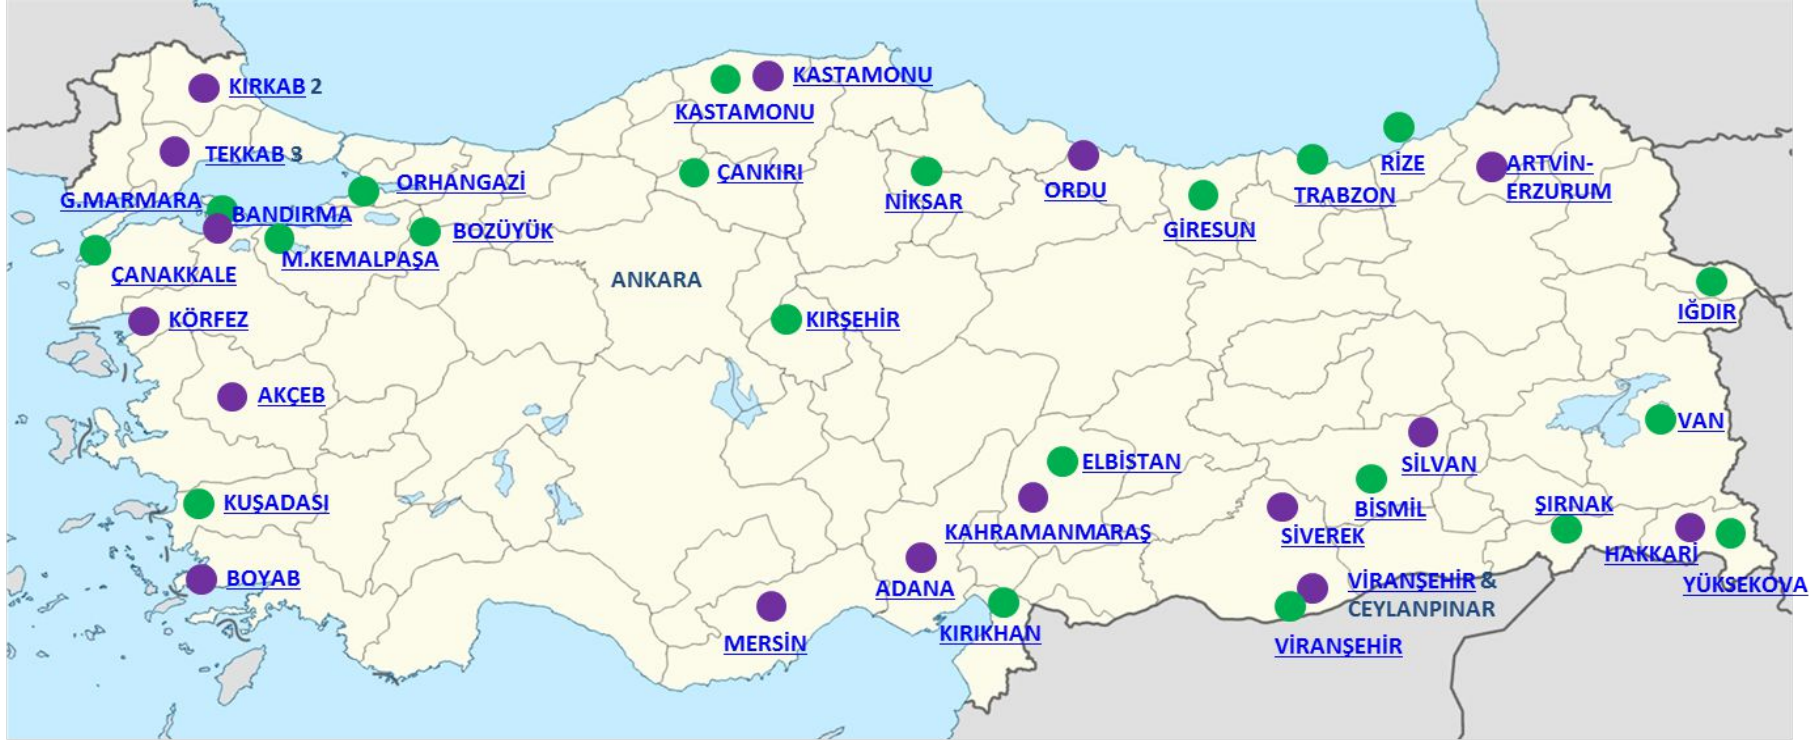 KIRKAB 2
KASTAMONU
KASTAMONU
TEKKAB 3
ORHANGAZİ
ÇANKIRI
NİKSAR
ORDU
RİZE
ARTVİN-
ERZURUM
TRABZON
G.MARMARA
BANDIRMA
BOZÜYÜK
GİRESUN
M.KEMALPAŞA
ÇANAKKALE
ANKARA
IĞDIR
KÖRFEZ
KIRŞEHİR
AKÇEB
VAN
ELBİSTAN
SİLVAN
KUŞADASI
BİSMİL
ŞIRNAK
KAHRAMANMARAŞ
SİVEREK
HAKKARİ
BOYAB
ADANA
VİRANŞEHİR &
CEYLANPINAR
YÜKSEKOVA
MERSİN
KIRIKHAN
VİRANŞEHİR